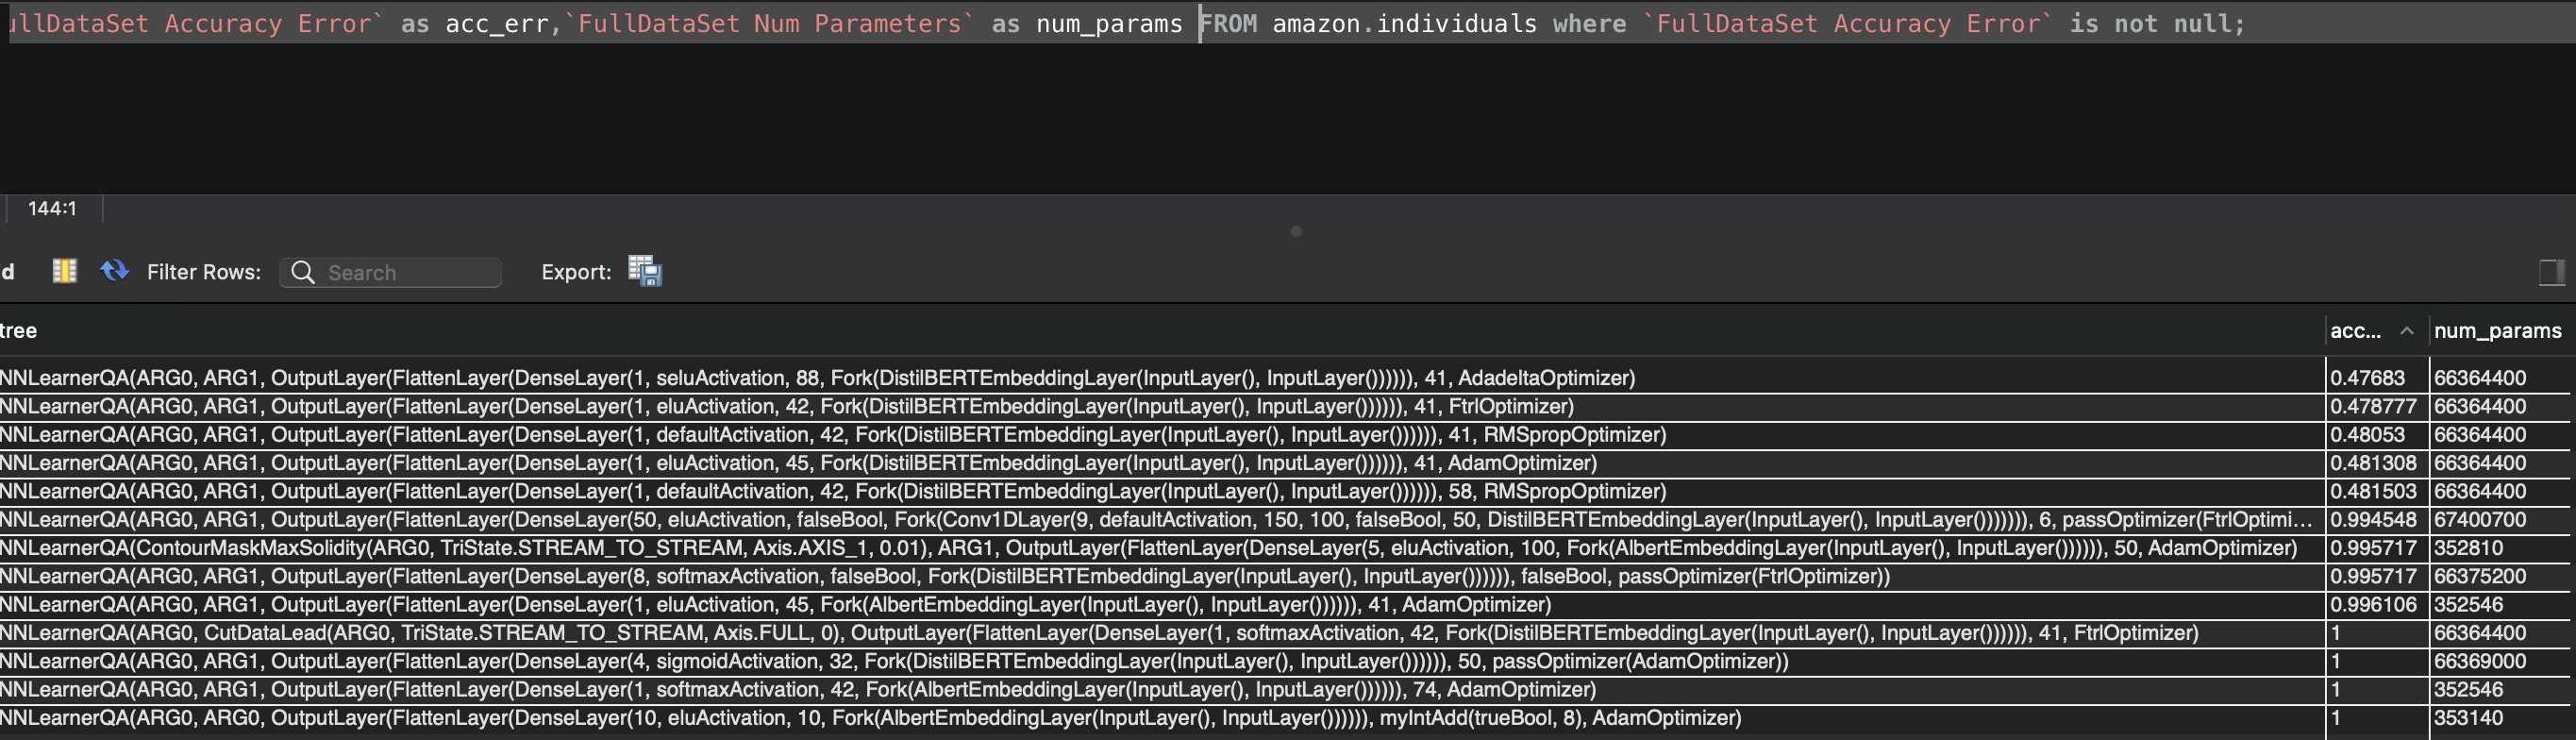 ullDataSet Accuracy Error` as acc_err,`FullDataSet Num Parameters` as num_params FROM amazon.individuals where `FullDataSet Accuracy Error` is not null;
144:1
d Filter Rows: Search Export:
tree acc... num_params
NNLearnerQA(ARG0, ARG1, OutputLayer(FlattenLayer(DenseLayer(1, seluActivation, 88, Fork(DistilBERTEmbeddingLayer(InputLayer(), InputLayer()))))), 41, AdadeltaOptimizer) 0.47683 66364400
NNLearnerQA(ARG0, ARG1, OutputLayer(FlattenLayer(DenseLayer(1, eluActivation, 42, Fork(DistilBERTEmbeddingLayer(InputLayer(), InputLayer()))))), 41, FtrlOptimizer) 0.478777 66364400
NNLearnerQA(ARG0, ARG1, OutputLayer(FlattenLayer(DenseLayer(1, defaultActivation, 42, Fork(DistilBERTEmbeddingLayer(InputLayer(), InputLayer()))))), 41, RMSpropOptimizer) 0.48053 66364400
NNLearnerQA(ARG0, ARG1, OutputLayer(FlattenLayer(DenseLayer(1, eluActivation, 45, Fork(DistilBERTEmbeddingLayer(InputLayer(), InputLayer()))))), 41, AdamOptimizer) 0.481308 66364400
NNLearnerQA(ARG0, ARG1, OutputLayer(FlattenLayer(DenseLayer(1, defaultActivation, 42, Fork(DistilBERTEmbeddingLayer(InputLayer(), InputLayer()))))), 58, RMSpropOptimizer) 0.481503 66364400
NNLearnerQA(ARG0, ARG1, OutputLayer(FlattenLayer(DenseLayer(50, eluActivation, falseBool, Fork(Conv1DLayer(9, defaultActivation, 150, 100, falseBool, 50, DistilBERTEmbeddingLayer(InputLayer(), InputLayer())))))), 6, passOptimizer(FtrlOptimi... 0.994548 67400700
NNLearnerQA(ContourMaskMaxSolidity(ARG0, TriState.STREAM_TO_STREAM, Axis.AXIS_1, 0.01), ARG1, OutputLayer(FlattenLayer(DenseLayer(5, eluActivation, 100, Fork(AlbertEmbeddingLayer(InputLayer(), InputLayer()))))), 50, AdamOptimizer) 0.995717 352810
NNLearnerQA(ARG0, ARG1, OutputLayer(FlattenLayer(DenseLayer(8, softmaxActivation, falseBool, Fork(DistilBERTEmbeddingLayer(InputLayer(), InputLayer()))))), falseBool, passOptimizer(FtrlOptimizer)) 0.995717 66375200
NNLearnerQA(ARG0, ARG1, OutputLayer(FlattenLayer(DenseLayer(1, eluActivation, 45, Fork(AlbertEmbeddingLayer(InputLayer(), InputLayer()))))), 41, AdamOptimizer) 0.996106 352546
NNLearnerQA(ARG0, CutDataLead(ARG0, TriState.STREAM_TO_STREAM, Axis.FULL, 0), OutputLayer(FlattenLayer(DenseLayer(1, softmaxActivation, 42, Fork(DistilBERTEmbeddingLayer(InputLayer(), InputLayer()))))), 41, FtrlOptimizer) 1 66364400
NNLearnerQA(ARG0, ARG1, OutputLayer(FlattenLayer(DenseLayer(4, sigmoidActivation, 32, Fork(DistilBERTEmbeddingLayer(InputLayer(), InputLayer()))))), 50, passOptimizer(AdamOptimizer)) 1 66369000
NNLearnerQA(ARG0, ARG1, OutputLayer(FlattenLayer(DenseLayer(1, softmaxActivation, 42, Fork(AlbertEmbeddingLayer(InputLayer(), InputLayer()))))), 74, AdamOptimizer) 1 352546
NNLearnerQA(ARG0, ARG0, OutputLayer(FlattenLayer(DenseLayer(10, eluActivation, 10, Fork(AlbertEmbeddingLayer(InputLayer(), InputLayer()))))), myIntAdd(trueBool, 8), AdamOptimizer) 1 353140